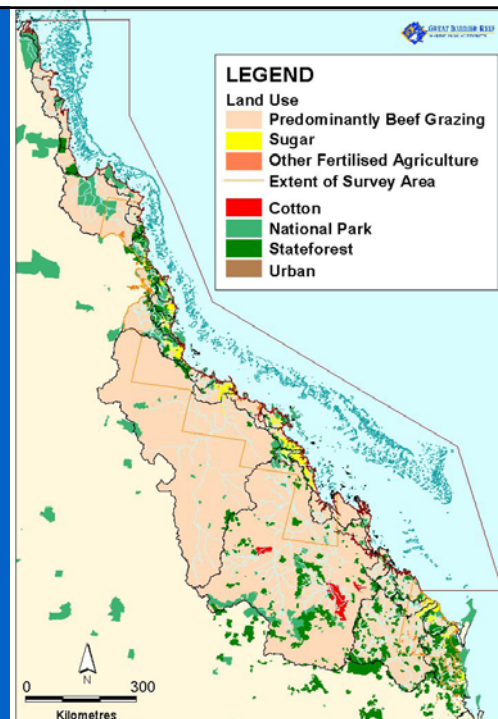 GREAT BARRIER REEF
LEGEND
Land Use
Predominantly Beef Grazing
Sugar
Other Fertilised Agriculture
Extent of Survey Area
Cotton
National Park
Stateforest
Urban
N
0 300
Kilometres